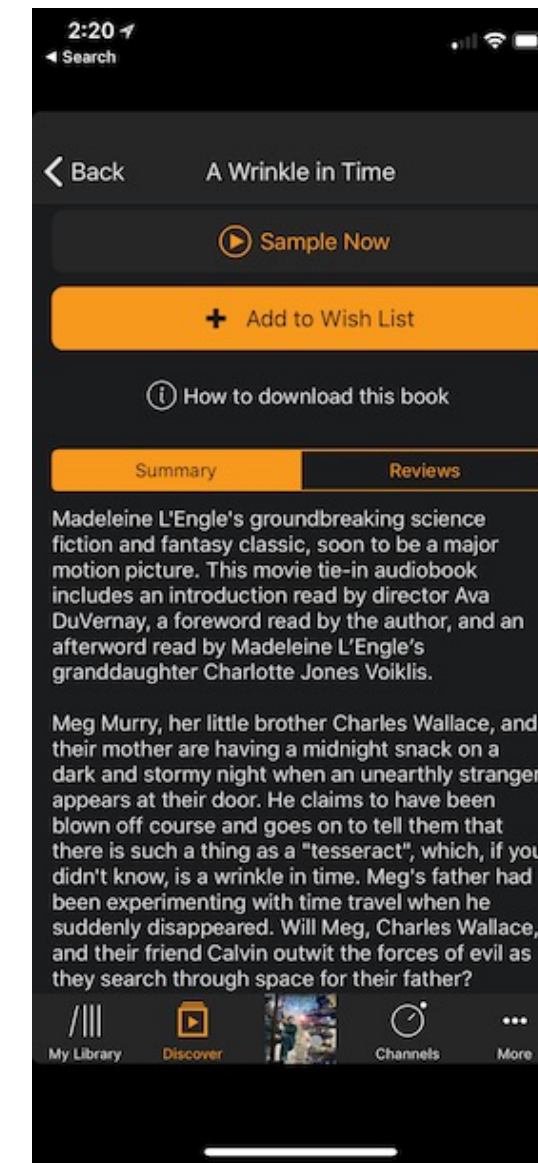 2:20
◀ Search
Back
A Wrinkle in Time
Sample Now
+ Add to Wish List
How to download this book
Summary
Reviews
Madeleine L'Engle's groundbreaking science
fiction and fantasy classic, soon to be a major
motion picture. This movie tie-in audiobook
includes an introduction read by director Ava
DuVernay, a foreword read by the author, and an
afterword read by Madeleine L’Engle’s
granddaughter Charlotte Jones Voiklis.
Meg Murry, her little brother Charles Wallace, and
their mother are having a midnight snack on a
dark and stormy night when an unearthly stranger
appears at their door. He claims to have been
blown off course and goes on to tell them that
there is such a thing as a "tesseract", which, if you
didn't know, is a wrinkle in time. Meg's father had
been experimenting with time travel when he
suddenly disappeared. Will Meg, Charles Wallace,
and their friend Calvin outwit the forces of evil as
they search through space for their father?
My Library
Discover
Channels
More